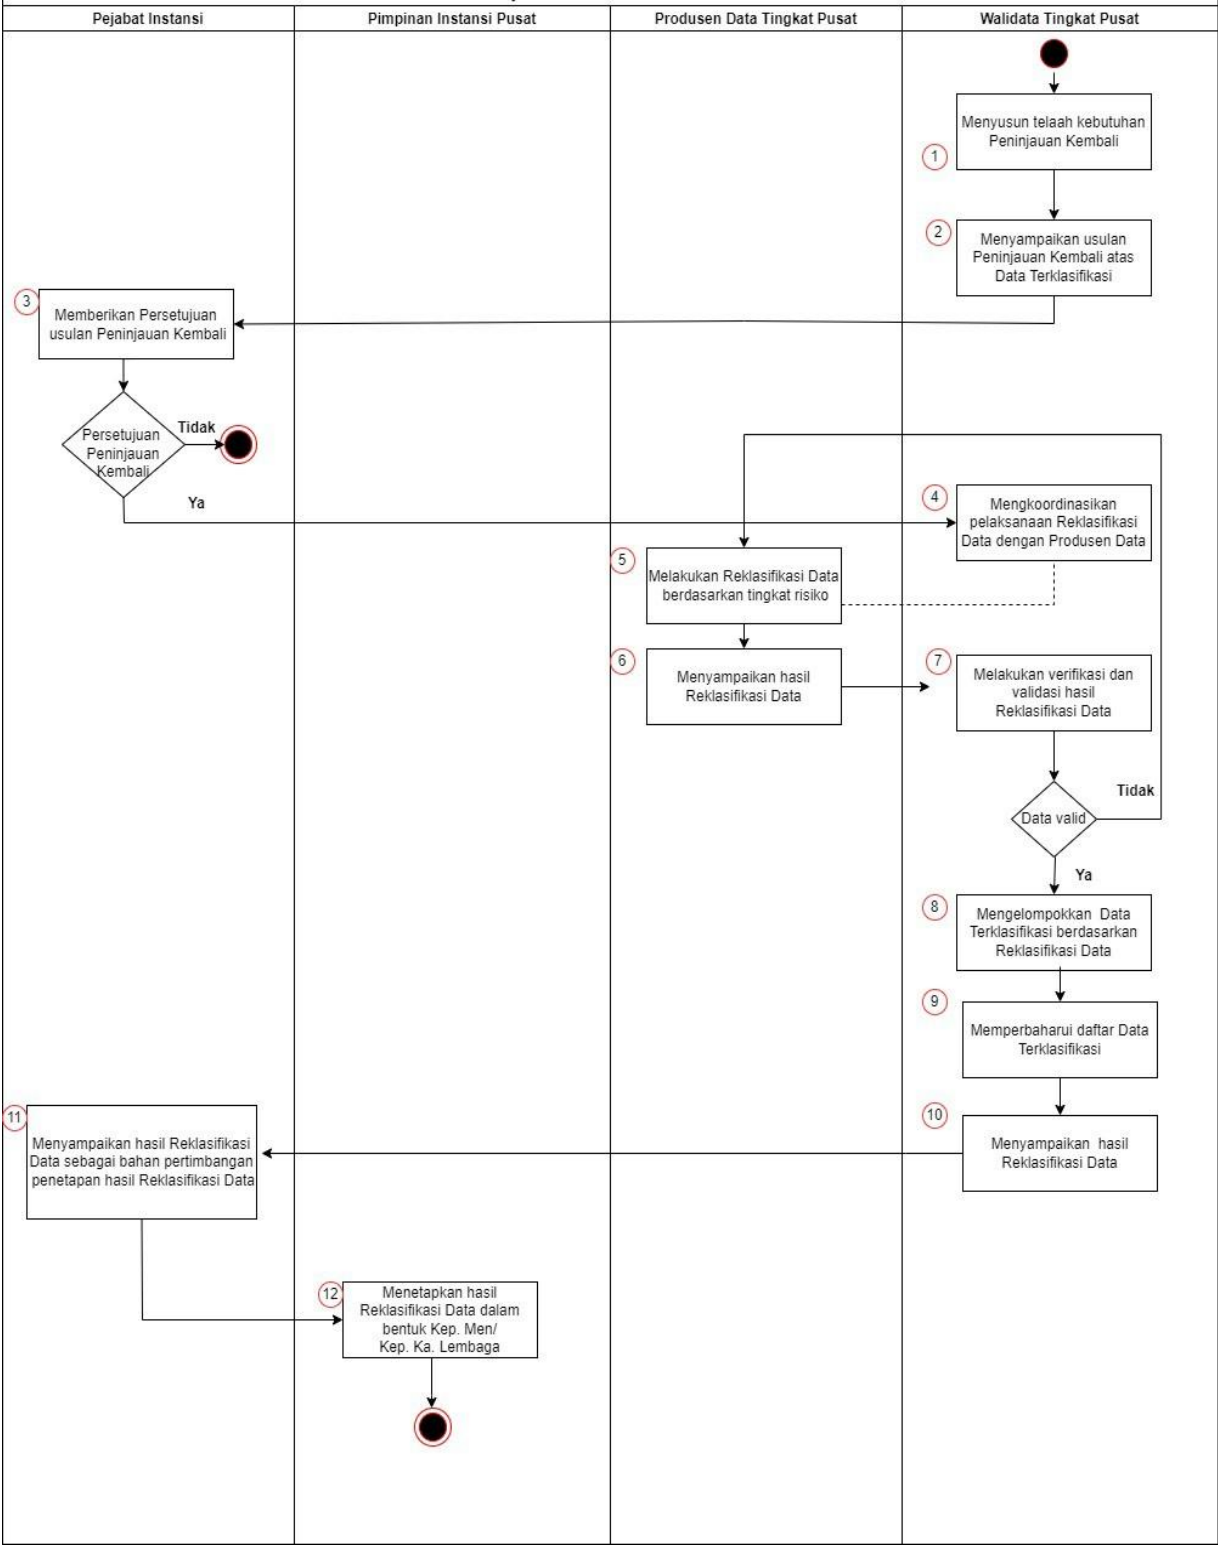 Pejabat Instansi
Pimpinan Instansi Pusat
Produsen Data Tingkat Pusat
Walidata Tingkat Pusat
1
Menyusun telaah kebutuhan
Peninjauan Kembali
2
Menyampaikan usulan
Peninjauan Kembali atas
Data Terklasifikasi
3
Memberikan Persetujuan
usulan Peninjauan Kembali
Persetujuan
Peninjauan
Kembali
Tidak
Ya
4
Mengkoordinasikan
pelaksanaan Reklasifikasi
Data dengan Produsen Data
5
Melakukan Reklasifikasi Data
berdasarkan tingkat risiko
6
Menyampaikan hasil
Reklasifikasi Data
7
Melakukan verifikasi dan
validasi hasil
Reklasifikasi Data
Data valid
Tidak
Ya
8
Mengelompokkan Data
Terklasifikasi berdasarkan
Reklasifikasi Data
9
Memperbaharui daftar Data
Terklasifikasi
10
Menyampaikan hasil
Reklasifikasi Data
11
Menyampaikan hasil Reklasifikasi
Data sebagai bahan pertimbangan
penetapan hasil Reklasifikasi Data
12
Menetapkan hasil
Reklasifikasi Data dalam
bentuk Kep. Men/
Kep. Ka. Lembaga